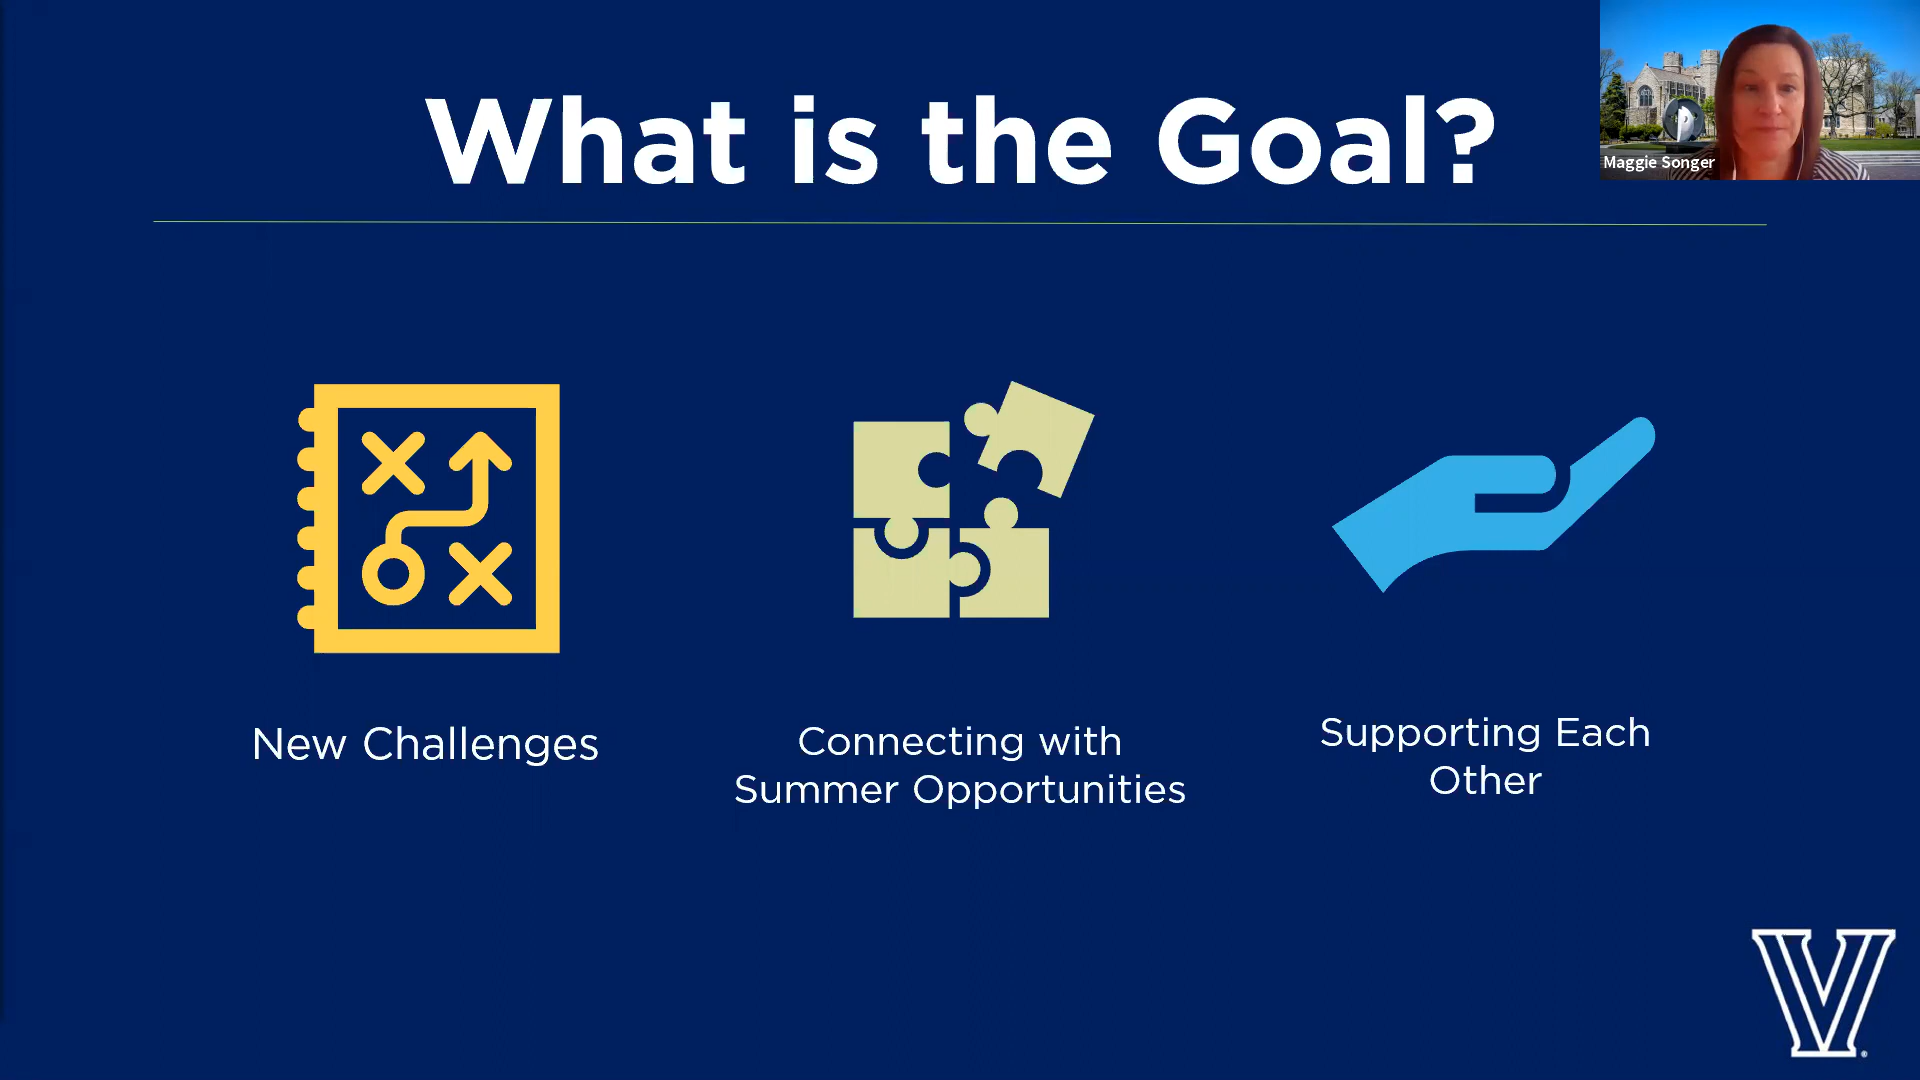 What is the Goal?
Maggie Songer
New Challenges
Connecting with
Summer Opportunities
Supporting Each
Other
V